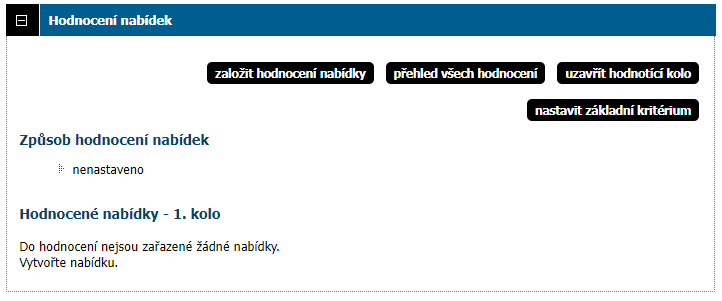 Hodnocení nabídek
založit hodnocení nabídky přehled všech hodnocení uzavřít hodnotící kolo
nastavit základní kritérium
Způsob hodnocení nabídek
nenastaveno
Hodnocené nabídky - 1. kolo
Do hodnocení nejsou zařazené žádné nabídky.
Vytvořte nabídku.